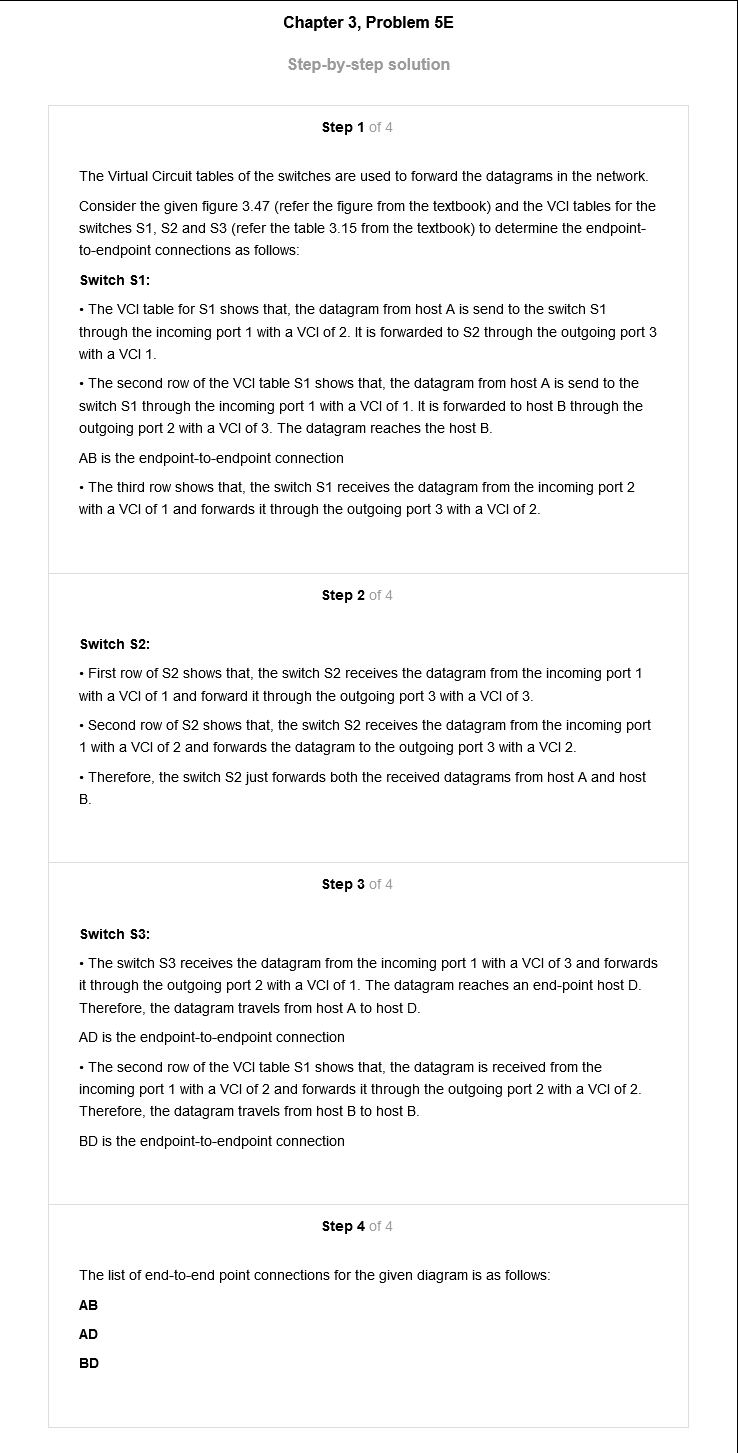 Chapter 3, Problem 5E
Step-by-step solution
Step 1 of 4
The Virtual Circuit tables of the switches are used to forward the datagrams in the network.
Consider the given figure 3.47 (refer the figure from the textbook) and the VCI tables for the
switches S1, S2 and S3 (refer the table 3.15 from the textbook) to determine the endpoint-
to-endpoint connections as follows:
Switch S1:
• The VCI table for S1 shows that, the datagram from host A is send to the switch S1
through the incoming port 1 with a VCI of 2. It is forwarded to S2 through the outgoing port 3
with a VCI 1.
• The second row of the VCI table S1 shows that, the datagram from host A is send to the
switch S1 through the incoming port 1 with a VCI of 1. It is forwarded to host B through the
outgoing port 2 with a VCI of 3. The datagram reaches the host B.
AB is the endpoint-to-endpoint connection
• The third row shows that, the switch S1 receives the datagram from the incoming port 2
with a VCI of 1 and forwards it through the outgoing port 3 with a VCI of 2.
Step 2 of 4
Switch S2:
• First row of S2 shows that, the switch S2 receives the datagram from the incoming port 1
with a VCI of 1 and forward it through the outgoing port 3 with a VCI of 3.
• Second row of S2 shows that, the switch S2 receives the datagram from the incoming port
1 with a VCI of 2 and forwards the datagram to the outgoing port 3 with a VCI 2.
• Therefore, the switch S2 just forwards both the received datagrams from host A and host
B.
Step 3 of 4
Switch S3:
• The switch S3 receives the datagram from the incoming port 1 with a VCI of 3 and forwards
it through the outgoing port 2 with a VCI of 1. The datagram reaches an end-point host D.
Therefore, the datagram travels from host A to host D.
AD is the endpoint-to-endpoint connection
• The second row of the VCI table S1 shows that, the datagram is received from the
incoming port 1 with a VCI of 2 and forwards it through the outgoing port 2 with a VCI of 2.
Therefore, the datagram travels from host B to host B.
BD is the endpoint-to-endpoint connection
Step 4 of 4
The list of end-to-end point connections for the given diagram is as follows:
AB
AD
BD